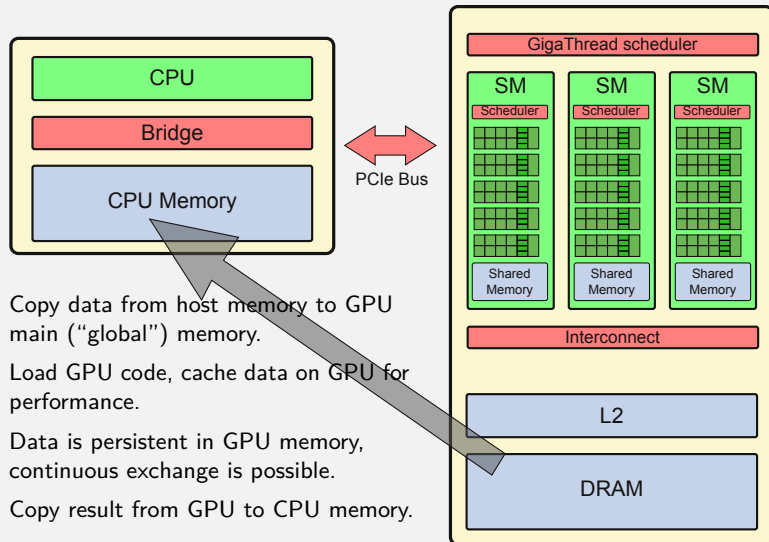 CPU
Bridge
CPU Memory
PCIe Bus
GigaThread scheduler
SM
Scheduler
Shared
Memory
SM
Scheduler
Shared
Memory
SM
Scheduler
Shared
Memory
Interconnect
L2
DRAM
Copy data from host memory to GPU
main (“global”) memory.
Load GPU code, cache data on GPU for
performance.
Data is persistent in GPU memory,
continuous exchange is possible.
Copy result from GPU to CPU memory.